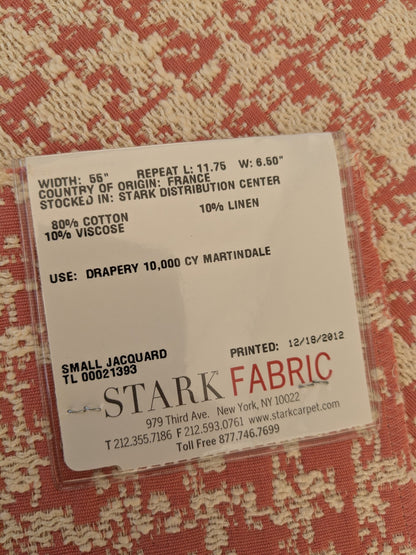 WIDTH: 55" REPEAT L: 11.75 W: 6.50"
COUNTRY OF ORIGIN: FRANCE
STOCKED IN: STARK DISTRIBUTION CENTER
80% COTTON 10% LINEN
10% VISCOSE
USE: DRAPERY 10,000 CY MARTINDALE
SMALL JACQUARD PRINTED: 12/18/2012
TL 00021393
STARK FABRIC
979 Third Ave. New York, NY 10022
T 212.355.7186 F 212.593.0761 www.starkcarpet.com
Toll Free 877.746.7699